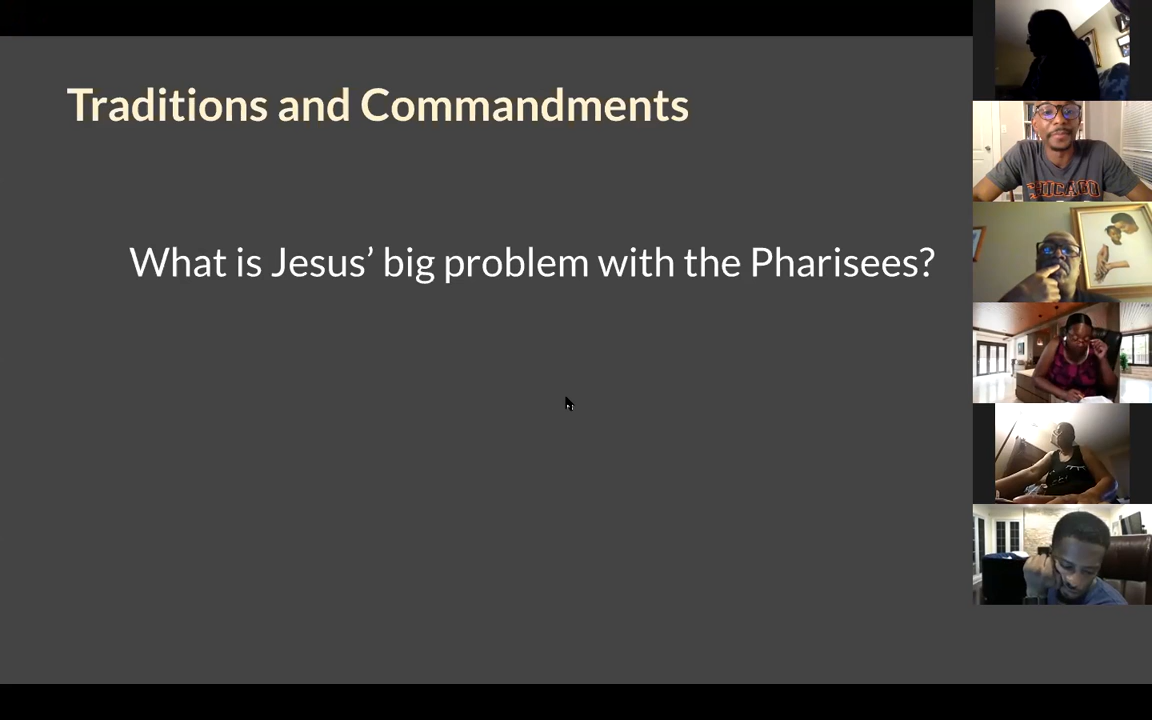 Traditions and Commandments
What is Jesus’ big problem with the Pharisees?
CHICAGO